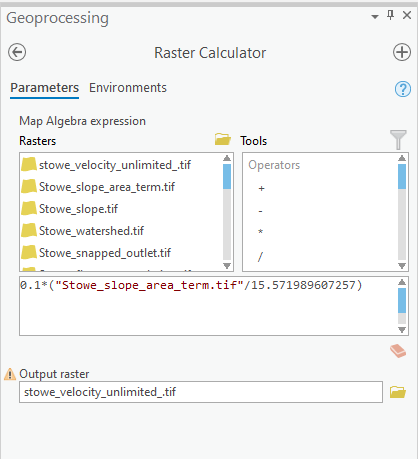 Geoprocessing
Raster Calculator
Parameters Environments
?
Map Algebra expression
Rasters Tools
stowe_velocity_unlimited_.tif
Stowe_slope_area_term.tif
Stowe_slope.tif
Stowe_watershed.tif
Stowe_snapped_outlet.tif
Operators
+
-
*
/
0.1*("Stowe_slope_area_term.tif"/15.571989607257)
Output raster
stowe_velocity_unlimited_.tif